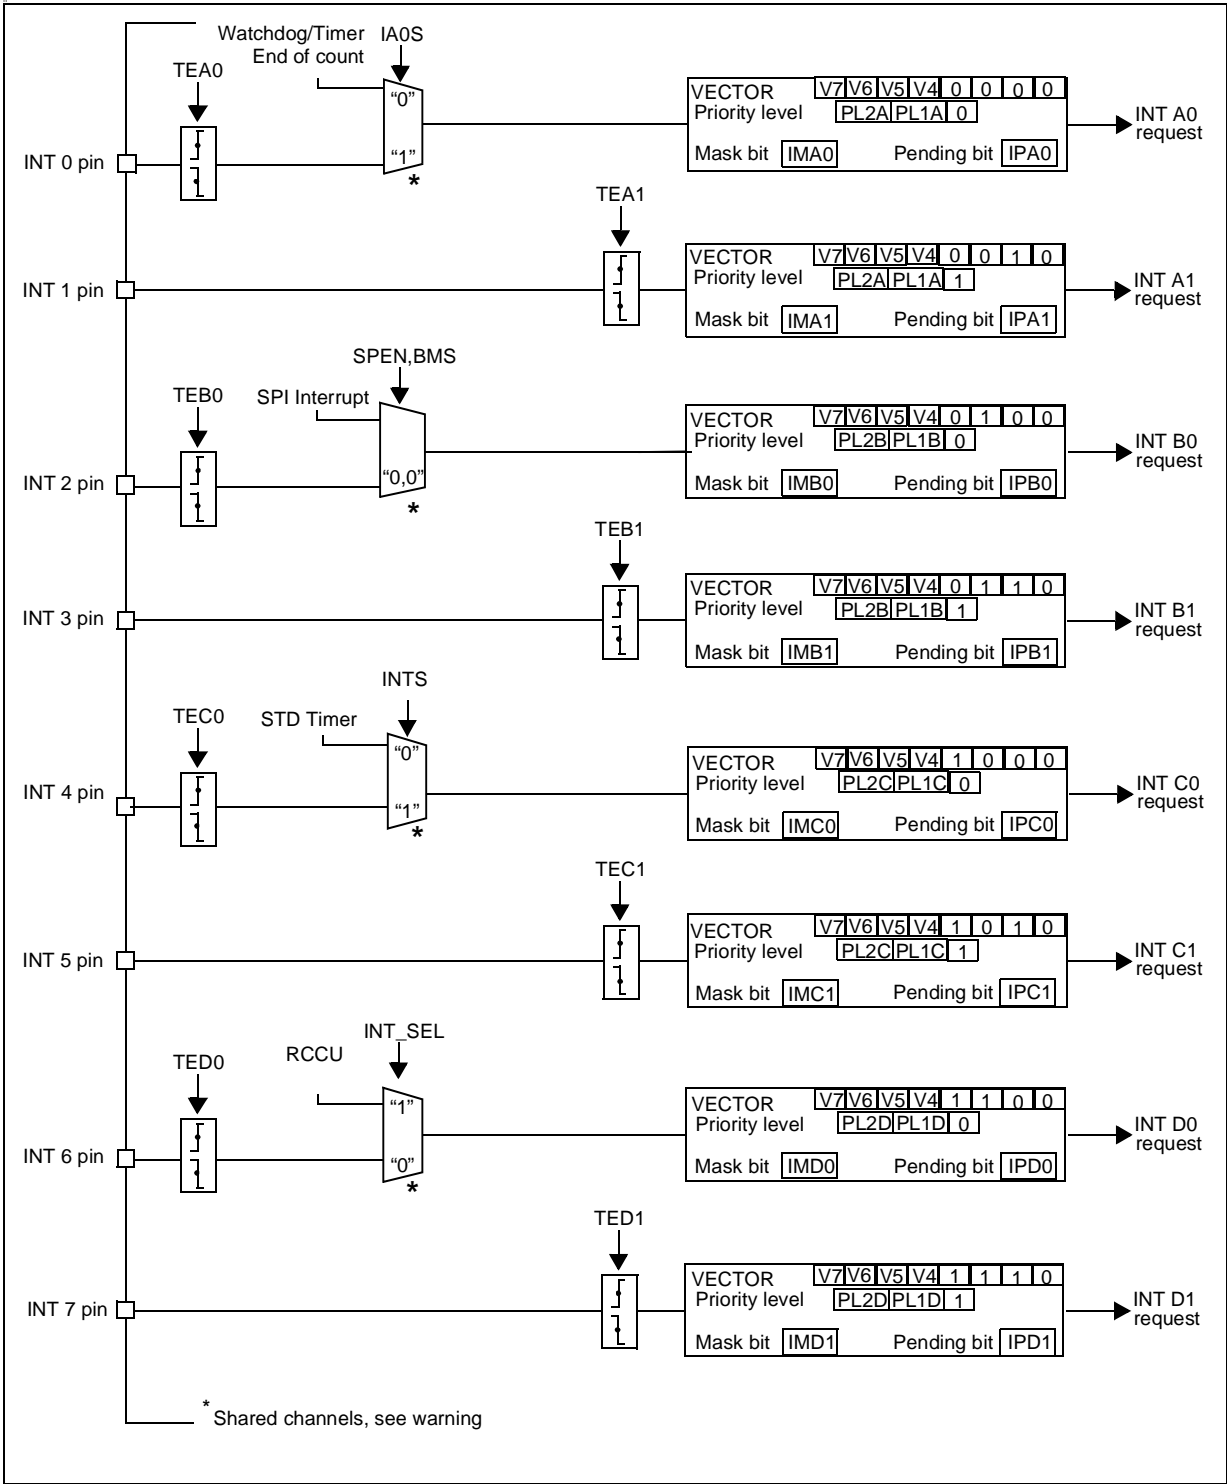 Watchdog/Timer IA0S
End of count
TEA0
"0"
"1"
*
INT 0 pin
VECTOR V7 V6 V5 V4 0 0 0 0
Priority level PL2A PL1A 0
Mask bit IMA0 Pending bit IPA0
INT A0
request
TEA1
INT 1 pin
VECTOR V7 V6 V5 V4 0 0 1 0
Priority level PL2A PL1A 1
Mask bit IMA1 Pending bit IPA1
INT A1
request
SPEN,BMS
TEB0 SPI Interrupt
"0,0"
*
INT 2 pin
VECTOR V7 V6 V5 V4 0 1 0 0
Priority level PL2B PL1B 0
Mask bit IMB0 Pending bit IPB0
INT B0
request
TEB1
INT 3 pin
VECTOR V7 V6 V5 V4 0 1 1 0
Priority level PL2B PL1B 1
Mask bit IMB1 Pending bit IPB1
INT B1
request
INTS
TEC0 STD Timer
"0"
"1"
*
INT 4 pin
VECTOR V7 V6 V5 V4 1 0 0 0
Priority level PL2C PL1C 0
Mask bit IMC0 Pending bit IPC0
INT C0
request
TEC1
INT 5 pin
VECTOR V7 V6 V5 V4 1 0 1 0
Priority level PL2C PL1C 1
Mask bit IMC1 Pending bit IPC1
INT C1
request
INT_SEL
TED0 RCCU
"1"
"0"
*
INT 6 pin
VECTOR V7 V6 V5 V4 1 1 0 0
Priority level PL2D PL1D 0
Mask bit IMD0 Pending bit IPD0
INT D0
request
TED1
INT 7 pin
VECTOR V7 V6 V5 V4 1 1 1 0
Priority level PL2D PL1D 1
Mask bit IMD1 Pending bit IPD1
INT D1
request
* Shared channels, see warning